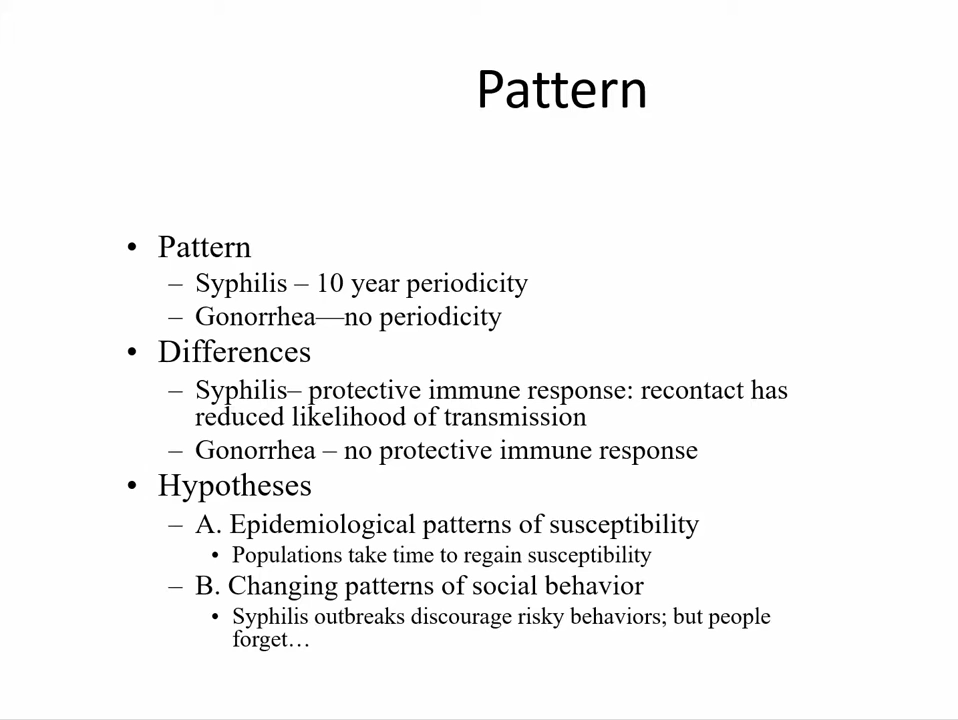 Pattern
• Pattern
– Syphilis – 10 year periodicity
– Gonorrhea—no periodicity
• Differences
– Syphilis– protective immune response: recontact has
reduced likelihood of transmission
– Gonorrhea – no protective immune response
• Hypotheses
– A. Epidemiological patterns of susceptibility
• Populations take time to regain susceptibility
– B. Changing patterns of social behavior
• Syphilis outbreaks discourage risky behaviors; but people
forget…